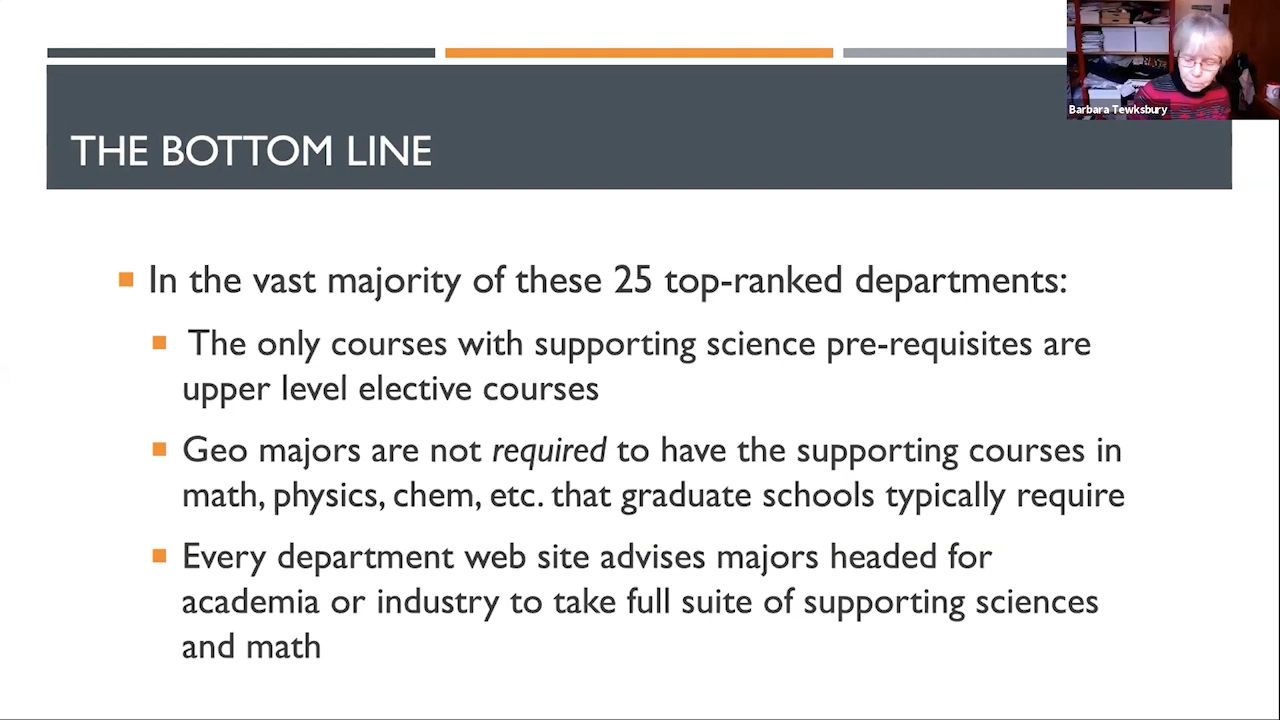 Barbara Tewksbury
THE BOTTOM LINE
In the vast majority of these 25 top-ranked departments:
The only courses with supporting science pre-requisites are
upper level elective courses
Geo majors are not required to have the supporting courses in
math, physics, chem, etc. that graduate schools typically require
Every department web site advises majors headed for
academia or industry to take full suite of supporting sciences
and math